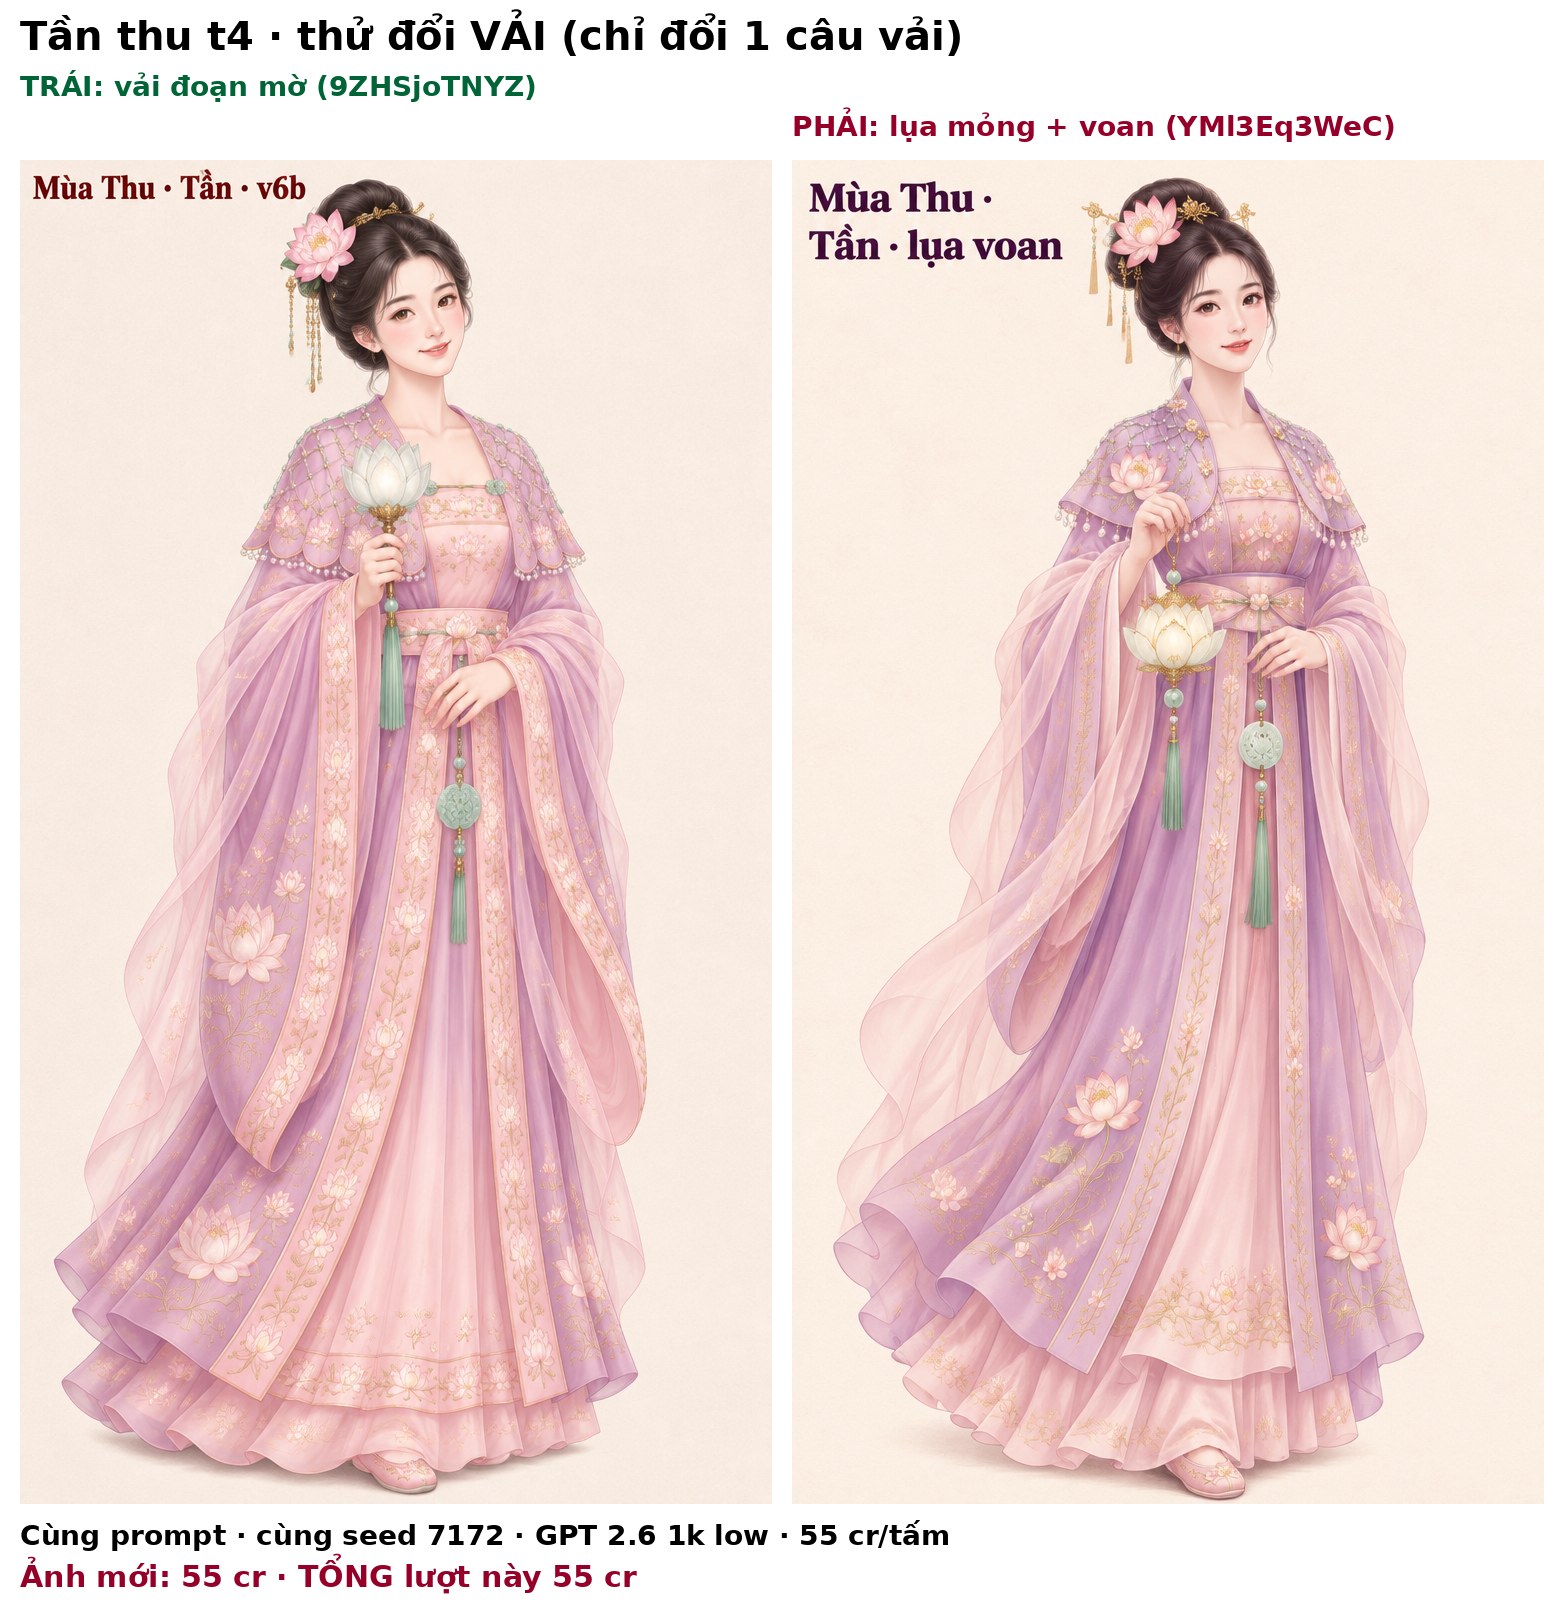 Tần thu t4 · thử đổi VẢI (chỉ đổi 1 câu vải)
TRÁI: vải đoạn mờ (9ZHSjoTNYZ)
PHẢI: lụa mỏng + voan (YMl3Eq3WeC)
Mùa Thu · Tần · v6b
Mùa Thu ·
Tần · lụa voan
Cùng prompt · cùng seed 7172 · GPT 2.6 1k low · 55 cr/tấm
Ảnh mới: 55 cr · TỔNG lượt này 55 cr